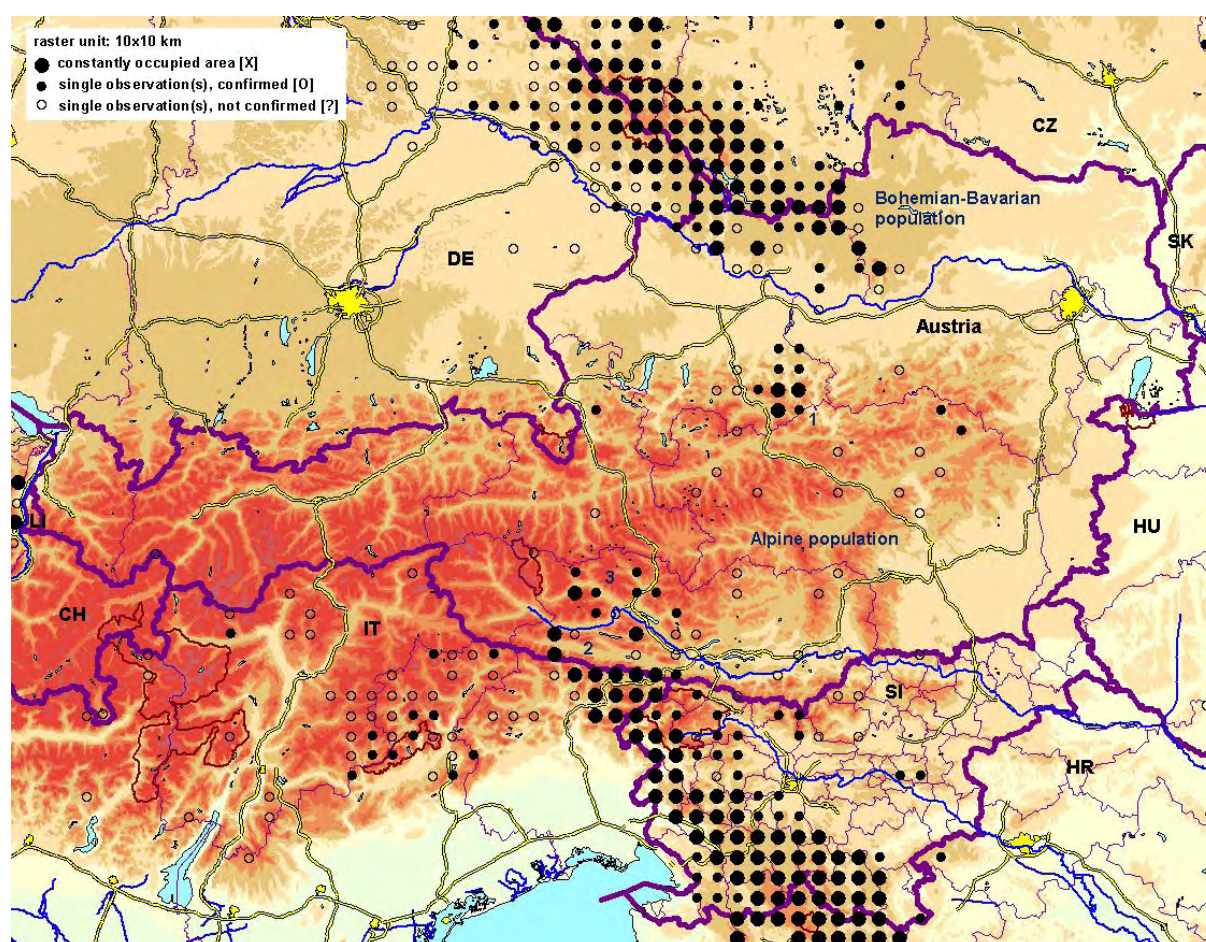 raster unit: 10x10 km
constantly occupied area [X]
single observation(s), confirmed [O]
single observation(s), not confirmed [?]
CZ
Bohemian-Bavarian
population
SK
DE
Austria
1
LI
HU
Alpine population
3
CH
IT
2
SI
HR